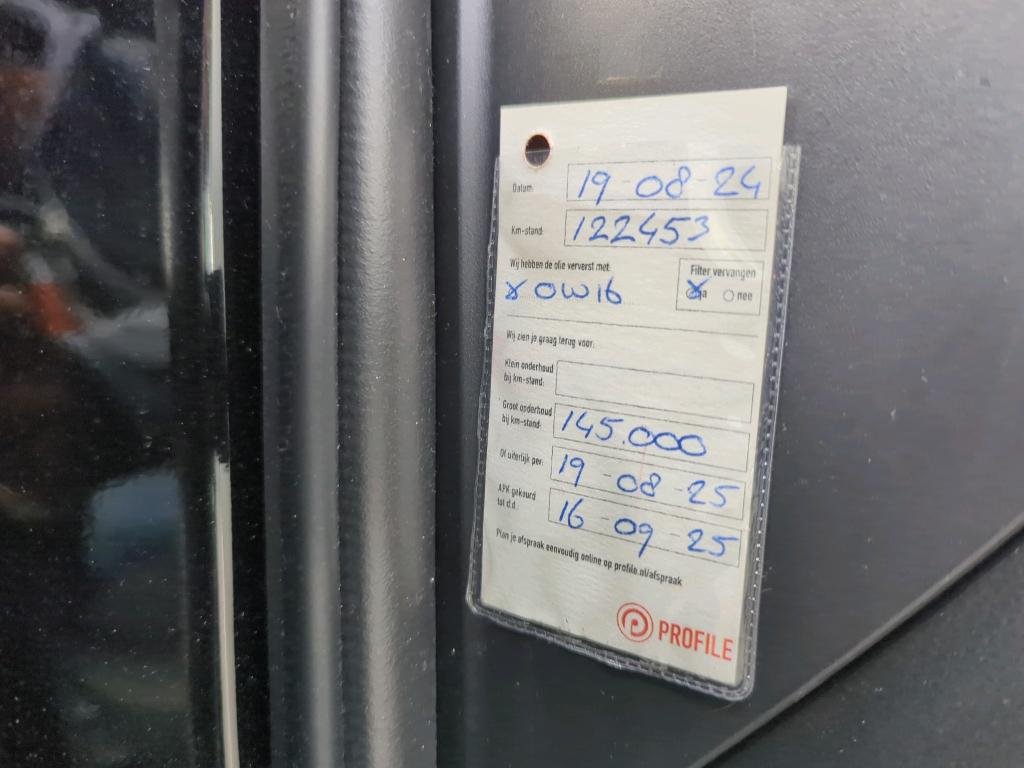 Datum: 19-08-24
Km-stand: 122453
Wij hebben de olie ververst met:
x 0W16
Filter vervangen
x ja nee
Wij zien je graag terug voor:
Klein onderhoud
bij km-stand:
Groot onderhoud
bij km-stand: 145.000
Of uiterlijk per: 19-08-25
APK gekeurd
tot d.d. 16-09-25
Plan je afspraak eenvoudig online op profile.nl/afspraak
PROFILE